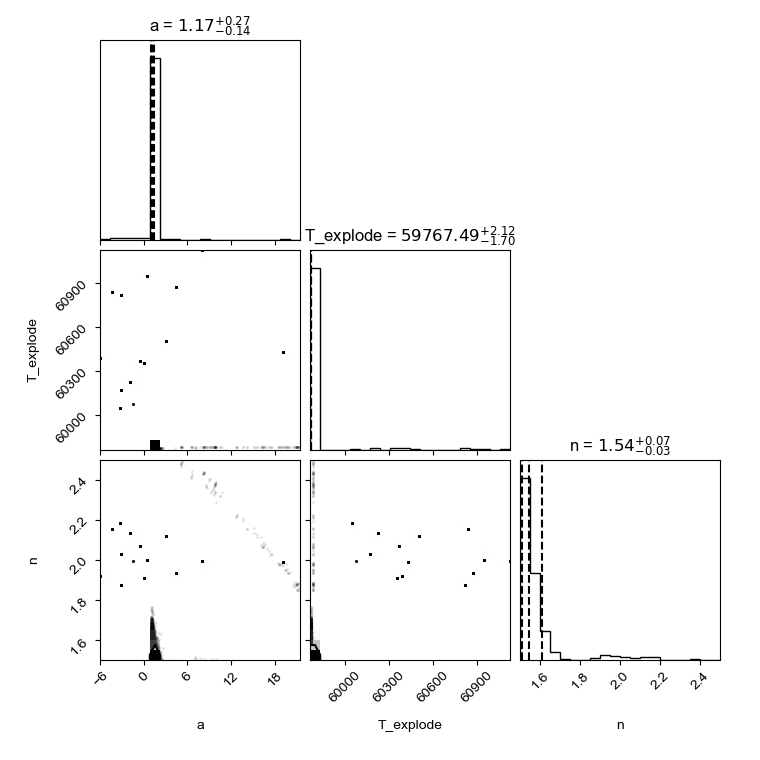 a = 1.17^{+0.27}_{-0.14}
T_explode = 59767.49^{+2.12}_{-1.70}
T_explode
60900
60600
60300
60000
n = 1.54^{+0.07}_{-0.03}
n
2.4
2.2
2.0
1.8
1.6
-6 0 6 12 18
60000 60300 60600 60900
1.6 1.8 2.0 2.2 2.4
a T_explode n